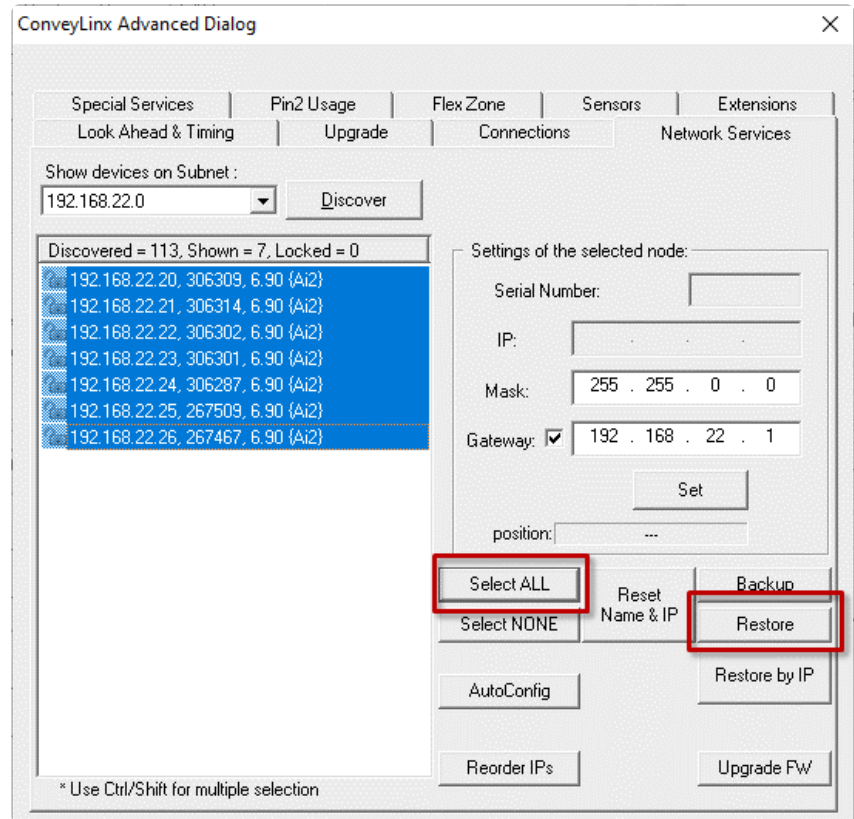 ConveyLinx Advanced Dialog
Special Services Pin2 Usage Flex Zone Sensors Extensions
Look Ahead & Timing Upgrade Connections Network Services
Show devices on Subnet :
192.168.22.0 Discover
Discovered = 113, Shown = 7, Locked = 0
192.168.22.20, 306309, 6.90 {Ai2}
192.168.22.21, 306314, 6.90 {Ai2}
192.168.22.22, 306302, 6.90 {Ai2}
192.168.22.23, 306301, 6.90 {Ai2}
192.168.22.24, 306287, 6.90 {Ai2}
192.168.22.25, 267509, 6.90 {Ai2}
192.168.22.26, 267467, 6.90 {Ai2}
* Use Ctrl/Shift for multiple selection
Settings of the selected node:
Serial Number:
IP: . . .
Mask: 255 . 255 . 0 . 0
Gateway: 192 . 168 . 22 . 1
Set
position: ---
Select ALL
Select NONE
Reset
Name & IP
Backup
Restore
Restore by IP
AutoConfig
Reorder IPs
Upgrade FW